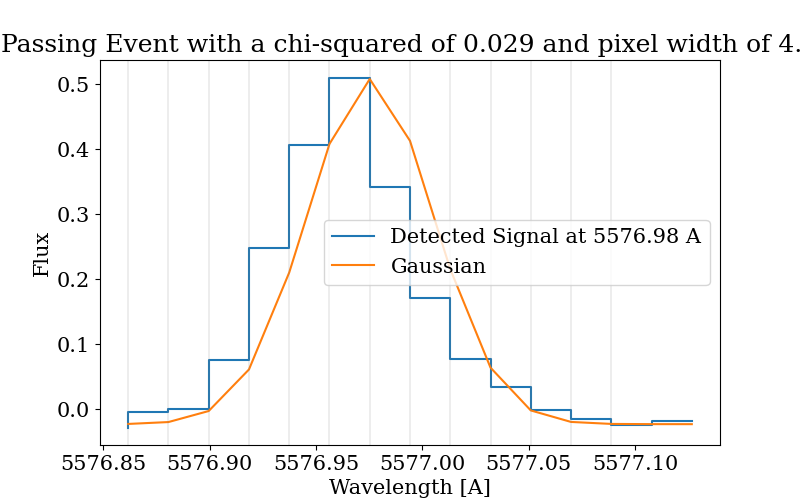 Passing Event with a chi-squared of 0.029 and pixel width of 4.
0.5
0.4
0.3
0.2
0.1
0.0
Flux
Detected Signal at 5576.98 A
Gaussian
5576.85 5576.90 5576.95 5577.00 5577.05 5577.10
Wavelength [A]